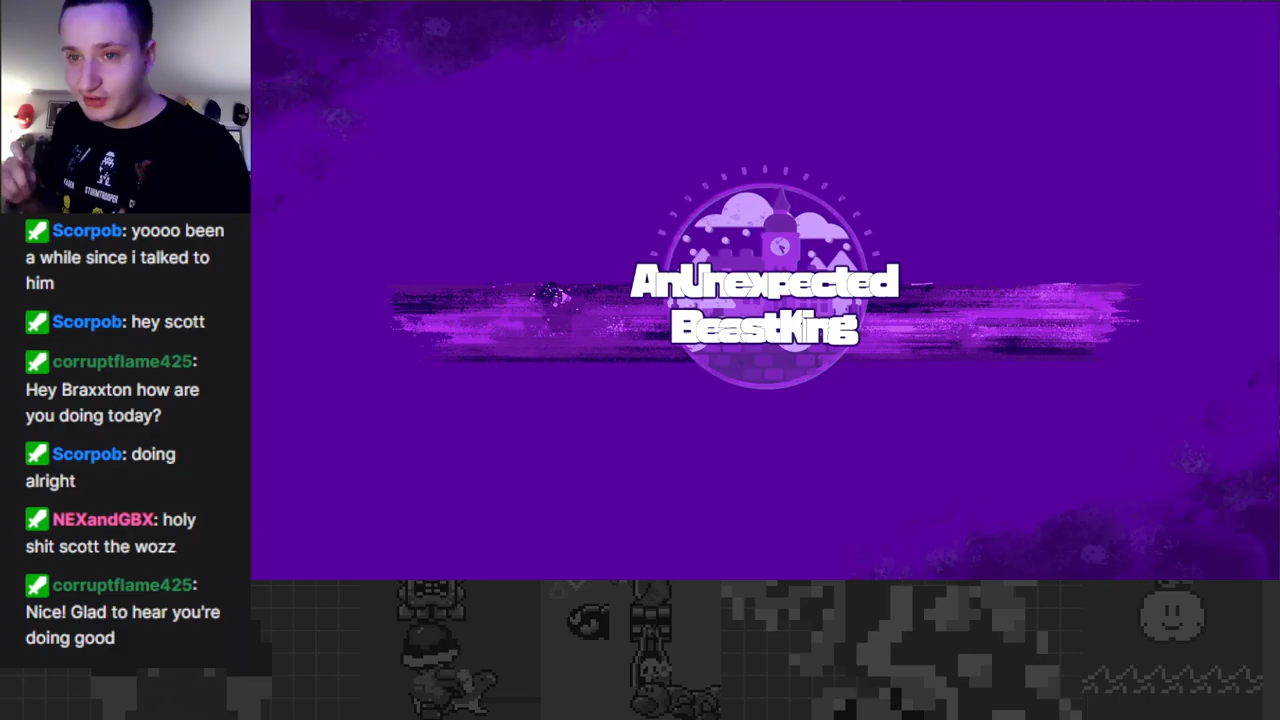 STORMTROOPER
Scorpob: yoooo been
a while since i talked to
him
Scorpob: hey scott
corruptflame425:
Hey Braxxton how are
you doing today?
Scorpob: doing
alright
NEXandGBX: holy
shit scott the wozz
corruptflame425:
Nice! Glad to hear you're
doing good
AnUnexpected
BeastKing